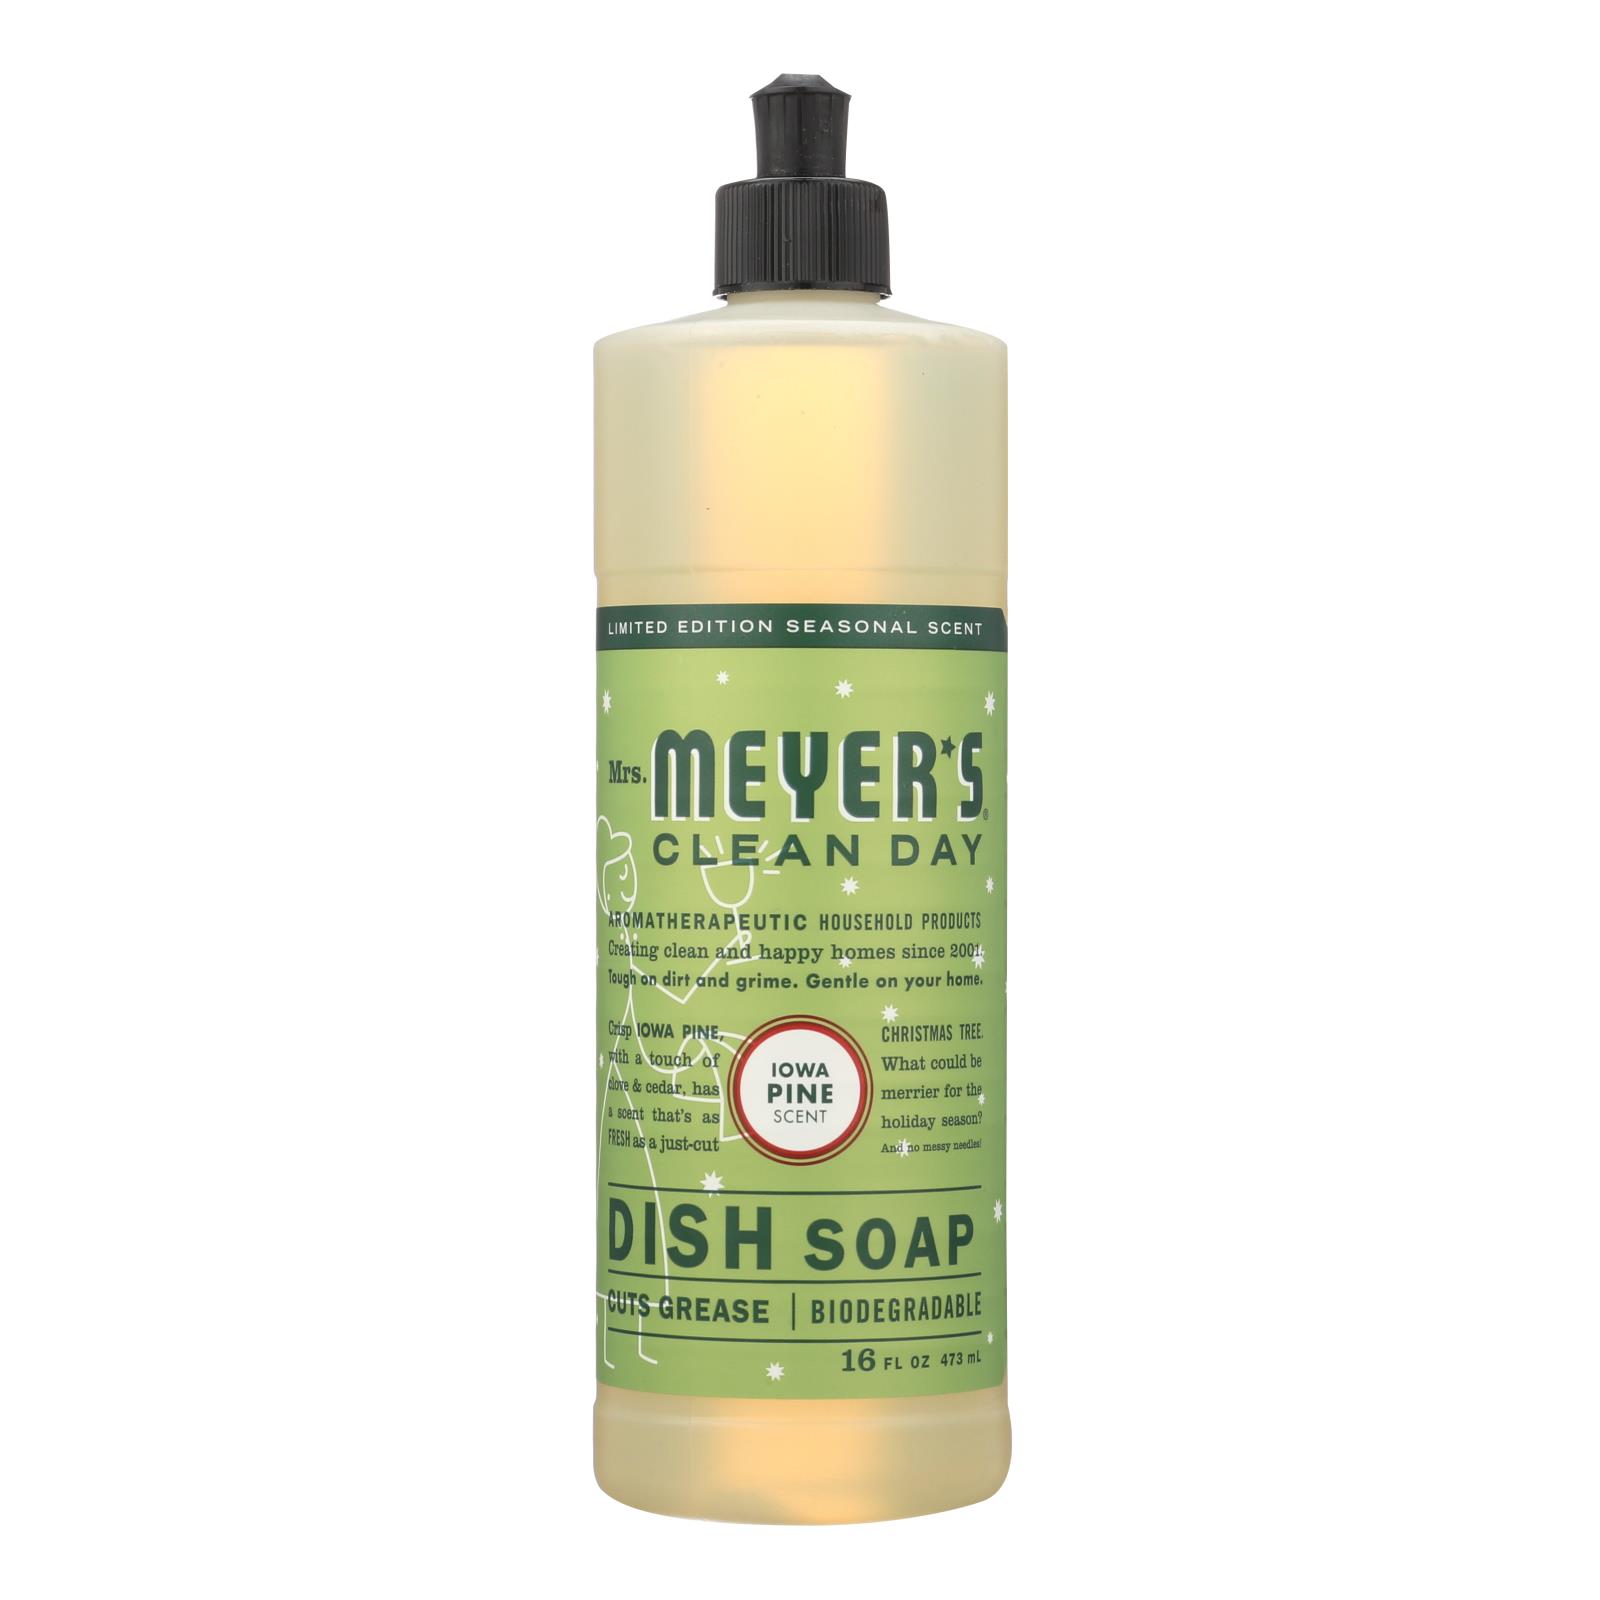 LIMITED EDITION SEASONAL SCENT
Mrs. MEYER'S®
CLEAN DAY
AROMATHERAPEUTIC HOUSEHOLD PRODUCTS
Creating clean and happy homes since 2001.
Tough on dirt and grime. Gentle on your home.
Crisp IOWA PINE,
with a touch of
clove & cedar, has
a scent that's as
FRESH as a just-cut
IOWA
PINE
SCENT
CHRISTMAS TREE.
What could be
merrier for the
holiday season?
And no messy needles!
DISH SOAP
CUTS GREASE | BIODEGRADABLE
16 FL OZ 473 mL